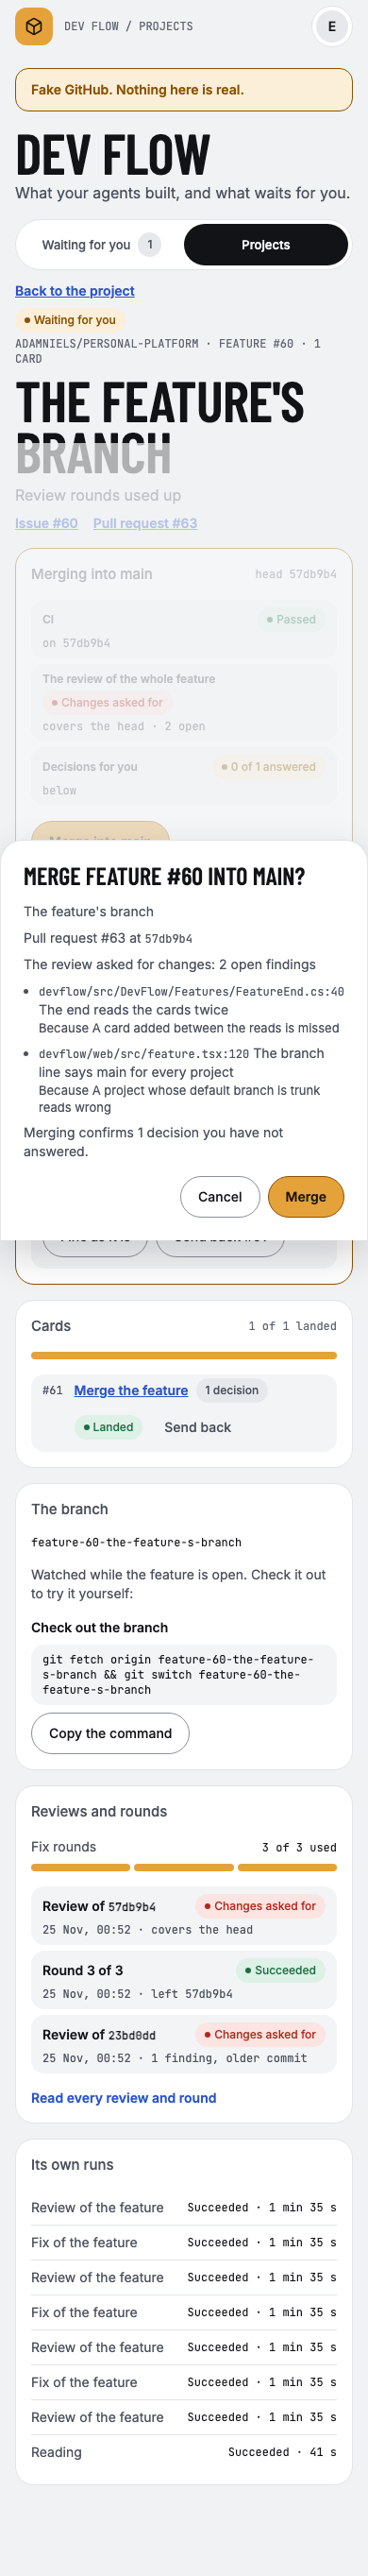 DEV FLOW / PROJECTS
E
Fake GitHub. Nothing here is real.
DEV FLOW
What your agents built, and what waits for you.
Waiting for you 1
Projects
Back to the project
Waiting for you
ADAMNIELS/PERSONAL-PLATFORM · FEATURE #60 · 1
CARD
THE FEATURE'S
BRANCH
Review rounds used up
Issue #60 Pull request #63
Merging into main head 57db9b4
CI Passed
on 57db9b4
The review of the whole feature
Changes asked for
covers the head · 2 open
Decisions for you 0 of 1 answered
below
MERGE FEATURE #60 INTO MAIN?
The feature's branch
Pull request #63 at 57db9b4
The review asked for changes: 2 open findings
devflow/src/DevFlow/Features/FeatureEnd.cs:40
The end reads the cards twice
Because A card added between the reads is missed
devflow/web/src/feature.tsx:120 The branch
line says main for every project
Because A project whose default branch is trunk
reads wrong
Merging confirms 1 decision you have not
answered.
Cancel Merge
Cards 1 of 1 landed
#61 Merge the feature 1 decision
Landed Send back
The branch
feature-60-the-feature-s-branch
Watched while the feature is open. Check it out
to try it yourself:
Check out the branch
git fetch origin feature-60-the-feature-
s-branch && git switch feature-60-the-
feature-s-branch
Copy the command
Reviews and rounds
Fix rounds 3 of 3 used
Review of 57db9b4 Changes asked for
25 Nov, 00:52 · covers the head
Round 3 of 3 Succeeded
25 Nov, 00:52 · left 57db9b4
Review of 23bd0dd Changes asked for
25 Nov, 00:52 · 1 finding, older commit
Read every review and round
Its own runs
Review of the feature Succeeded · 1 min 35 s
Fix of the feature Succeeded · 1 min 35 s
Review of the feature Succeeded · 1 min 35 s
Fix of the feature Succeeded · 1 min 35 s
Review of the feature Succeeded · 1 min 35 s
Fix of the feature Succeeded · 1 min 35 s
Review of the feature Succeeded · 1 min 35 s
Reading Succeeded · 41 s